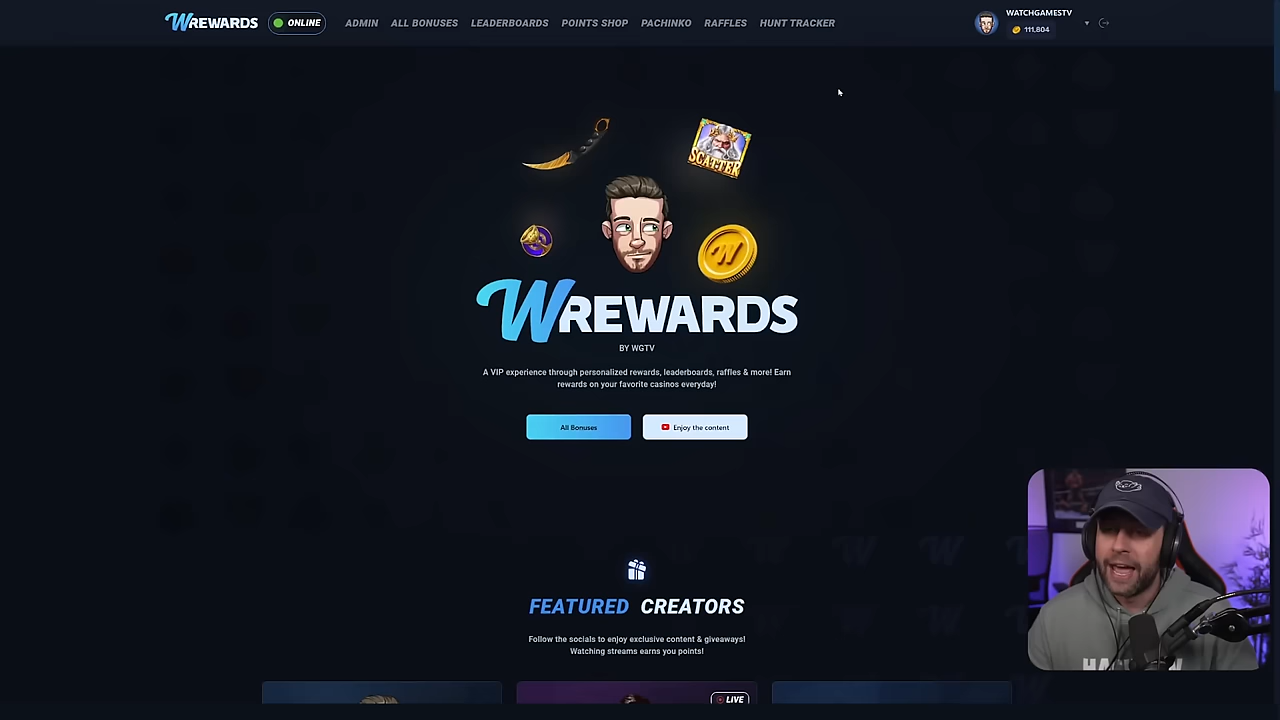 WREWARDS
ONLINE
ADMIN
ALL BONUSES
LEADERBOARDS
POINTS SHOP
PACHINKO
RAFFLES
HUNT TRACKER
WATCHGAMESTV
111,804
SCATTER
W
WREWARDS
BY WGTV
A VIP experience through personalized rewards, leaderboards, raffles & more! Earn
rewards on your favorite casinos everyday!
All Bonuses
Enjoy the content
FEATURED CREATORS
Follow the socials to enjoy exclusive content & giveaways!
Watching streams earns you points!
LIVE